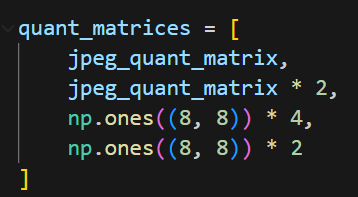 quant_matrices = [
    jpeg_quant_matrix,
    jpeg_quant_matrix * 2,
    np.ones((8, 8)) * 4,
    np.ones((8, 8)) * 2
]